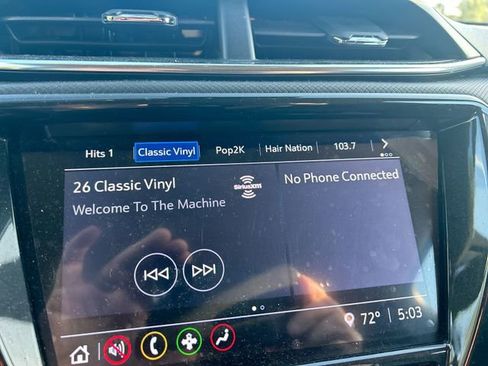 Hits 1 Classic Vinyl Pop2K Hair Nation 103.7
26 Classic Vinyl
SiriusXM
No Phone Connected
Welcome To The Machine
72° 5:03